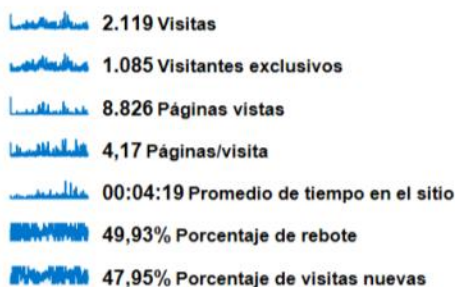 2.119 Visitas
1.085 Visitantes exclusivos
8.826 Páginas vistas
4,17 Páginas/visita
00:04:19 Promedio de tiempo en el sitio
49,93% Porcentaje de rebote
47,95% Porcentaje de visitas nuevas